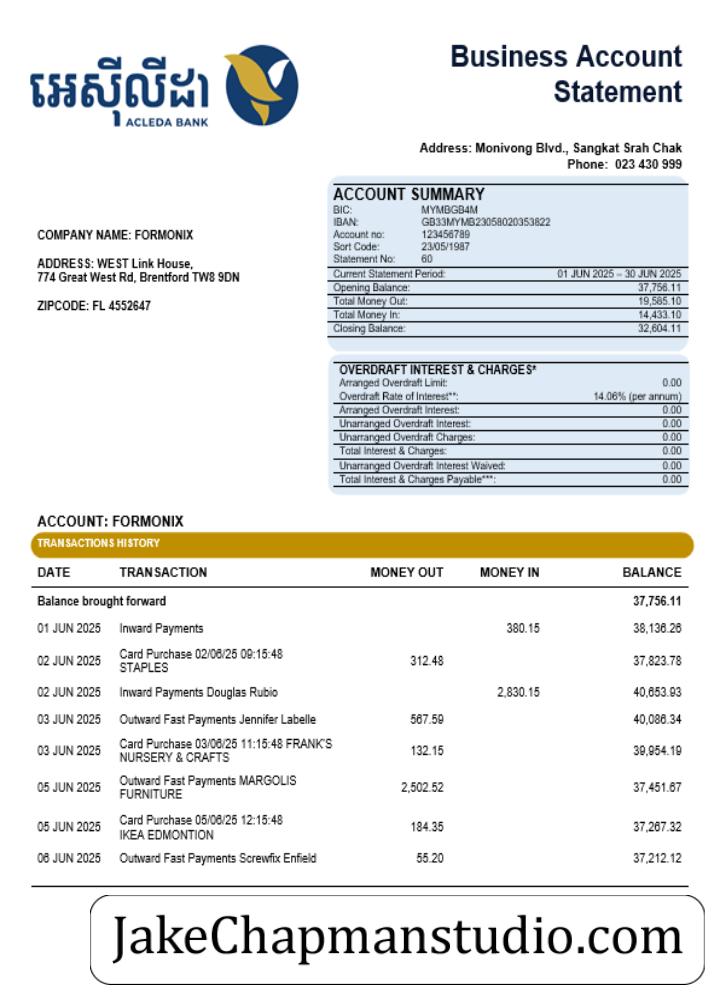 អេស៊ីលីដា
ACLEDA BANK
Business Account
Statement
Address: Monivong Blvd., Sangkat Srah Chak
Phone: 023 430 999
COMPANY NAME: FORMONIX
ADDRESS: WEST Link House,
774 Great West Rd, Brentford TW8 9DN
ZIPCODE: FL 4552647
ACCOUNT SUMMARY
BIC: MYMBGB4M
IBAN: GB33MYMB23058020353822
Account no: 123456789
Sort Code: 23/05/1987
Statement No: 60
Current Statement Period: 01 JUN 2025 – 30 JUN 2025
Opening Balance: 37,756.11
Total Money Out: 19,585.10
Total Money In: 14,433.10
Closing Balance: 32,604.11
OVERDRAFT INTEREST & CHARGES*
Arranged Overdraft Limit: 0.00
Overdraft Rate of Interest**: 14.06% (per annum)
Arranged Overdraft Interest: 0.00
Unarranged Overdraft Interest: 0.00
Unarranged Overdraft Charges: 0.00
Total Interest & Charges: 0.00
Unarranged Overdraft Interest Waived: 0.00
Total Interest & Charges Payable***: 0.00
ACCOUNT: FORMONIX
TRANSACTIONS HISTORY
DATE TRANSACTION MONEY OUT MONEY IN BALANCE
Balance brought forward 37,756.11
01 JUN 2025 Inward Payments 380.15 38,136.26
02 JUN 2025 Card Purchase 02/06/25 09:15:48 312.48 37,823.78
STAPLES
02 JUN 2025 Inward Payments Douglas Rubio 2,830.15 40,653.93
03 JUN 2025 Outward Fast Payments Jennifer Labelle 567.59 40,086.34
03 JUN 2025 Card Purchase 03/06/25 11:15:48 FRANK'S 132.15 39,954.19
NURSERY & CRAFTS
05 JUN 2025 Outward Fast Payments MARGOLIS 2,502.52 37,451.67
FURNITURE
05 JUN 2025 Card Purchase 05/06/25 12:15:48 184.35 37,267.32
IKEA EDMONTION
06 JUN 2025 Outward Fast Payments Screwfix Enfield 55.20 37,212.12
JakeChapmanstudio.com